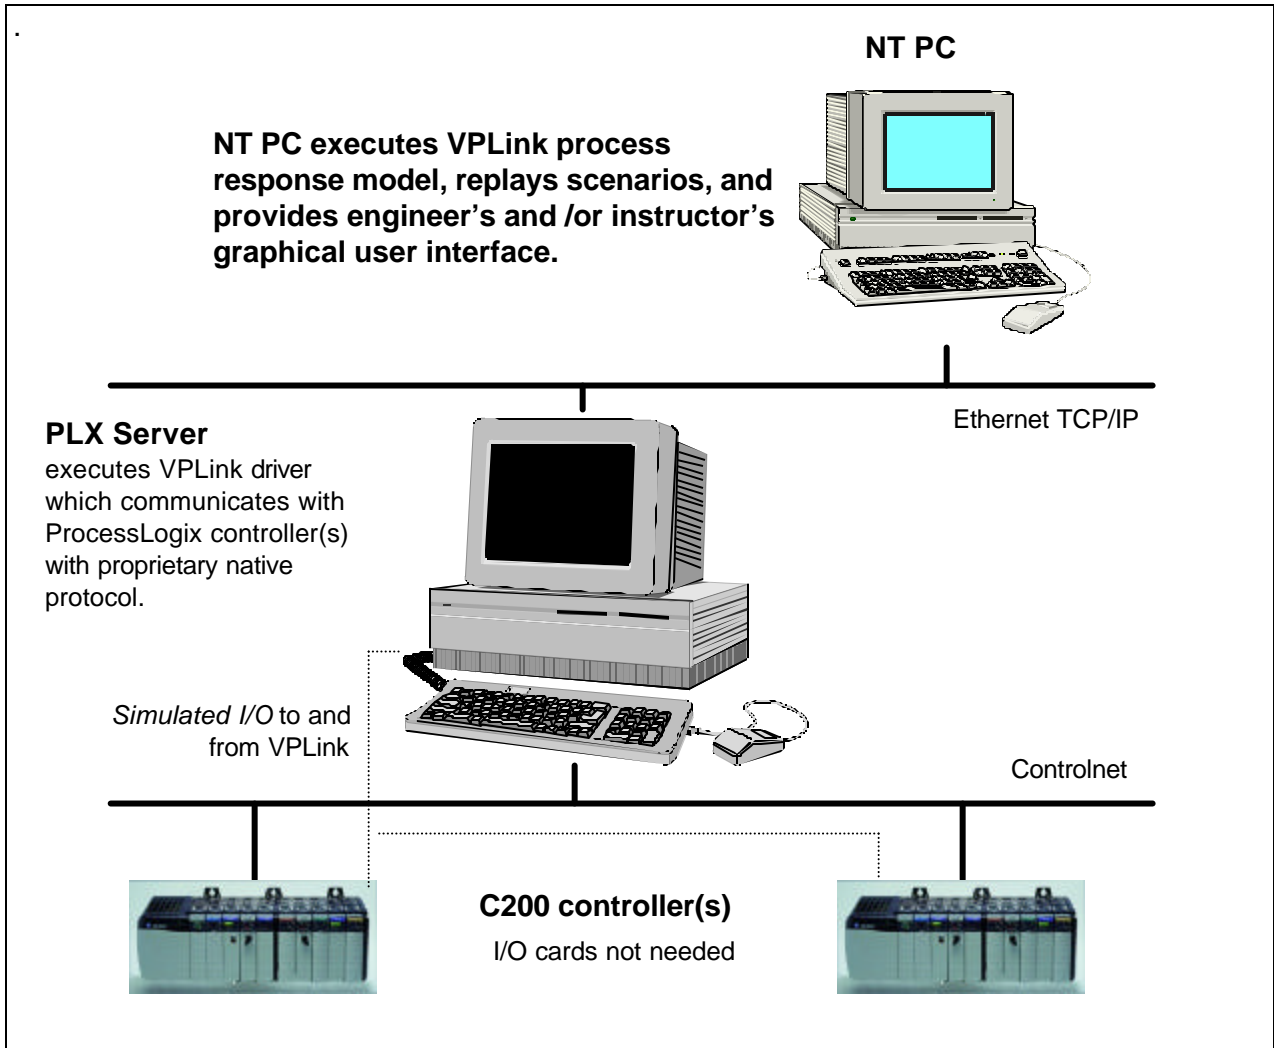 .
NT PC
NT PC executes VPLink process
response model, replays scenarios, and
provides engineer's and /or instructor's
graphical user interface.
Ethernet TCP/IP
PLX Server
executes VPLink driver
which communicates with
ProcessLogix controller(s)
with proprietary native
protocol.
Simulated I/O to and
from VPLink
Controlnet
C200 controller(s)
I/O cards not needed